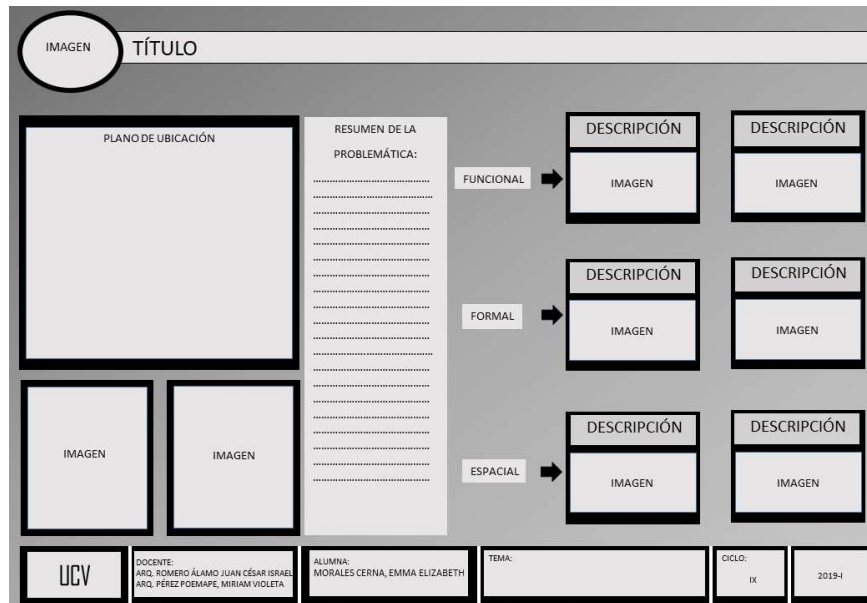 IMAGEN
TÍTULO
PLANO DE UBICACIÓN
IMAGEN
IMAGEN
RESUMEN DE LA
PROBLEMÁTICA:
FUNCIONAL
DESCRIPCIÓN
IMAGEN
DESCRIPCIÓN
IMAGEN
FORMAL
DESCRIPCIÓN
IMAGEN
DESCRIPCIÓN
IMAGEN
ESPACIAL
DESCRIPCIÓN
IMAGEN
DESCRIPCIÓN
IMAGEN
UCV
DOCENTE:
ARQ. ROMERO ÁLAMO JUAN CÉSAR ISRAEL
ARQ. PÉREZ POEMAPE, MIRIAM VIOLETA
ALUMNA:
MORALES CERNA, EMMA ELIZABETH
TEMA:
CICLO:
IX
2019-I